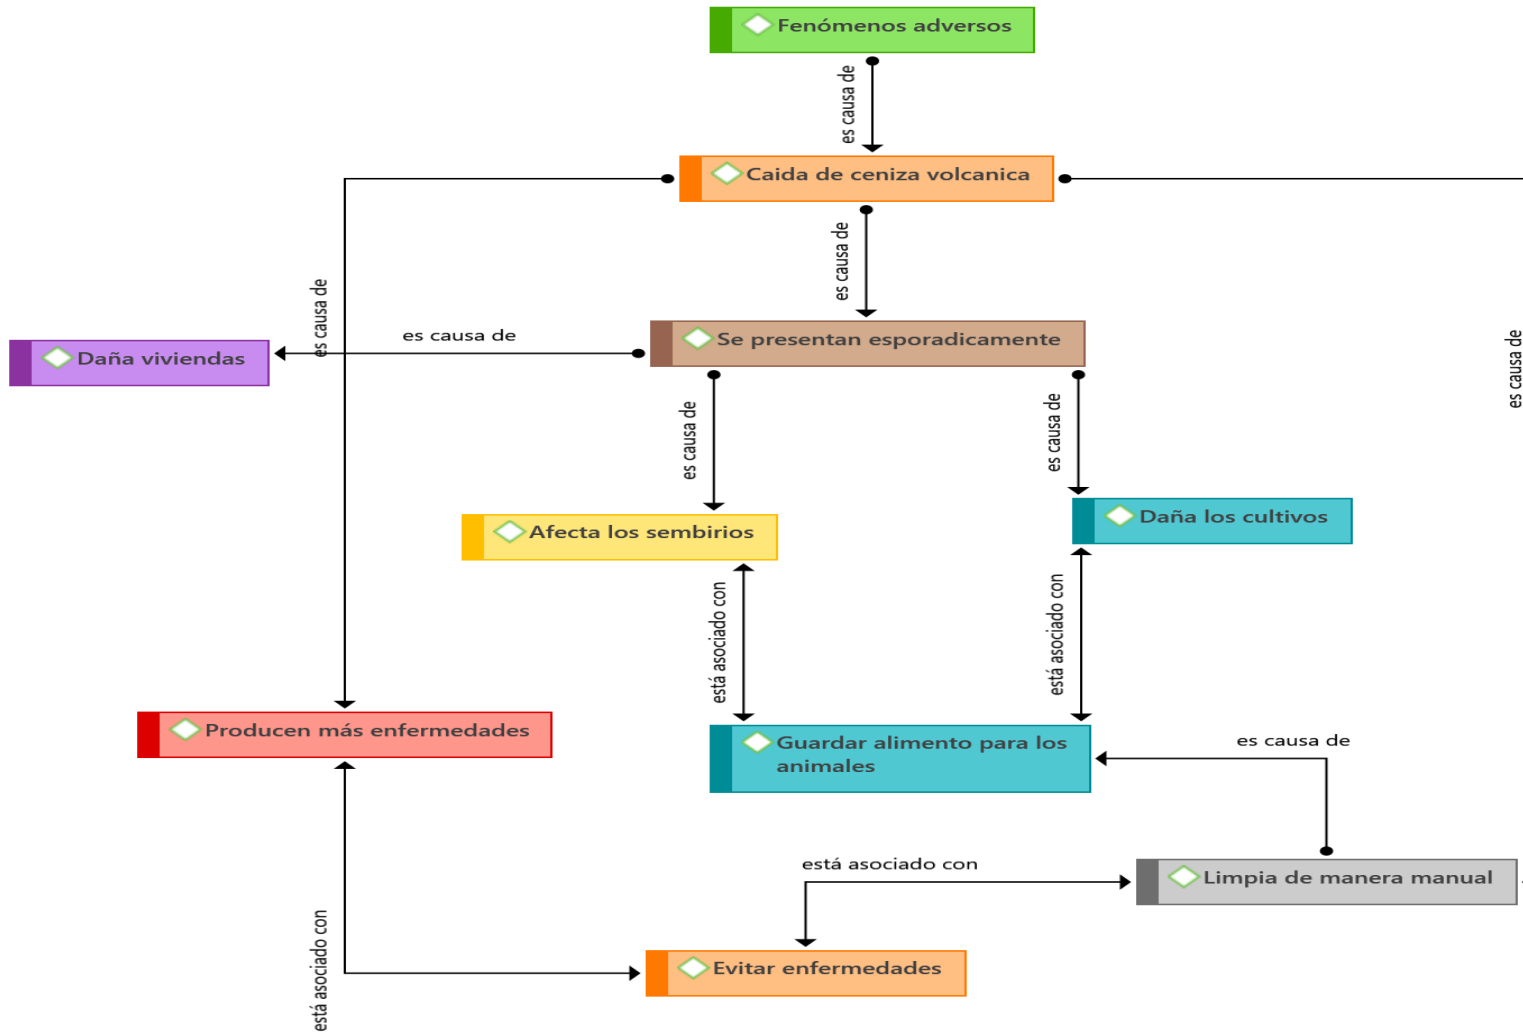 Fenómenos adversos
es causa de
Caida de ceniza volcanica
es causa de
es causa de
es causa de
es causa de
Se presentan esporadicamente
Daña viviendas
es causa de
es causa de
Afecta los sembirios
Daña los cultivos
está asociado con
está asociado con
Producen más enfermedades
Guardar alimento para los
animales
es causa de
está asociado con
Limpia de manera manual
está asociado con
Evitar enfermedades